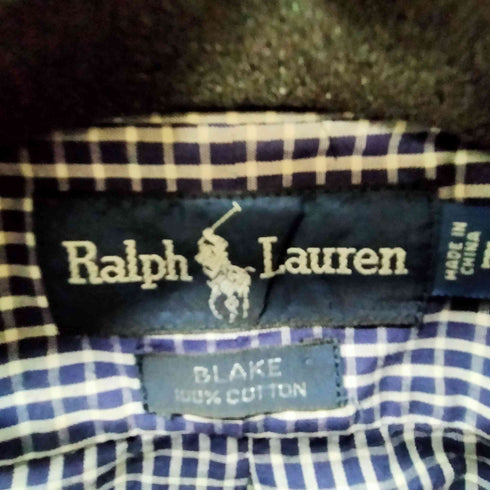 Ralph Lauren
MADE IN
CHINA
BLAKE
100% COTTON